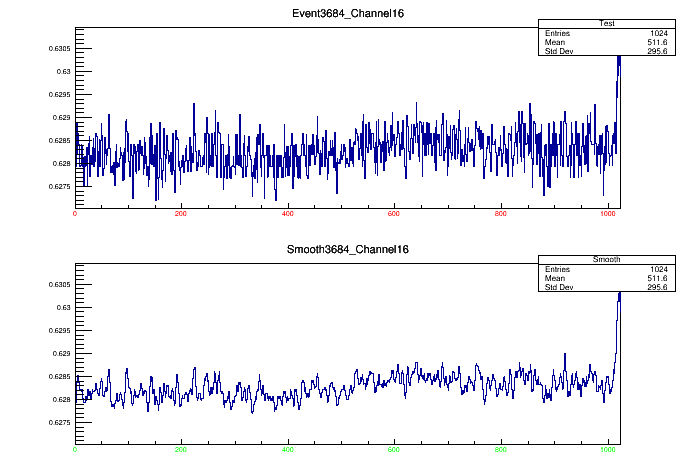 Event3684_Channel16
Test
Entries 1024
Mean 511.6
Std Dev 295.6
0.6305
0.63
0.6295
0.629
0.6285
0.628
0.6275
0 200 400 600 800 1000
Smooth3684_Channel16
Smooth
Entries 1024
Mean 511.6
Std Dev 295.6
0.6305
0.63
0.6295
0.629
0.6285
0.628
0.6275
0 200 400 600 800 1000